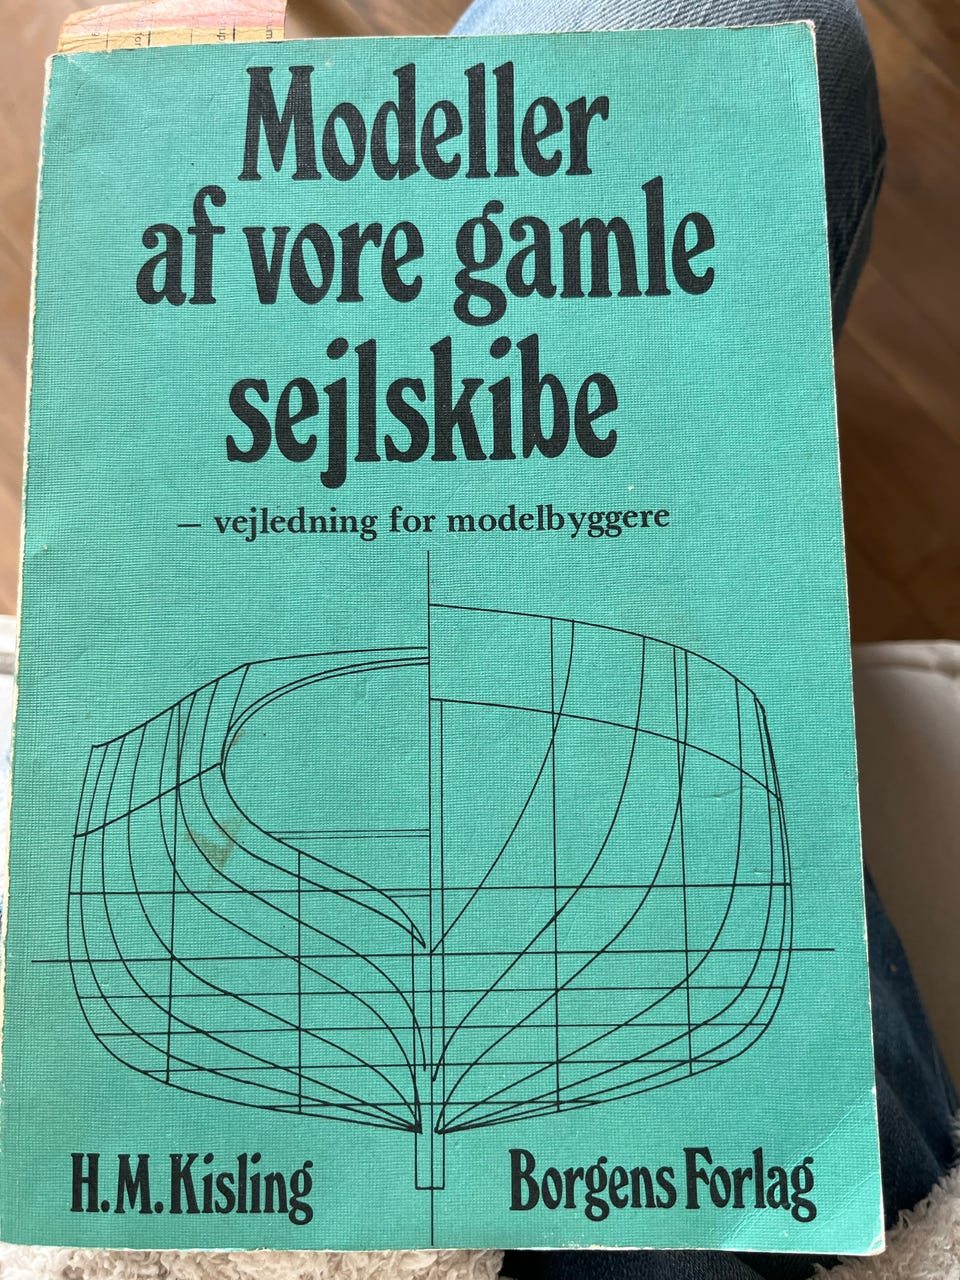 Modeller
af vore gamle
sejlskibe
– vejledning for modelbyggere
H.M.Kisling
Borgens Forlag